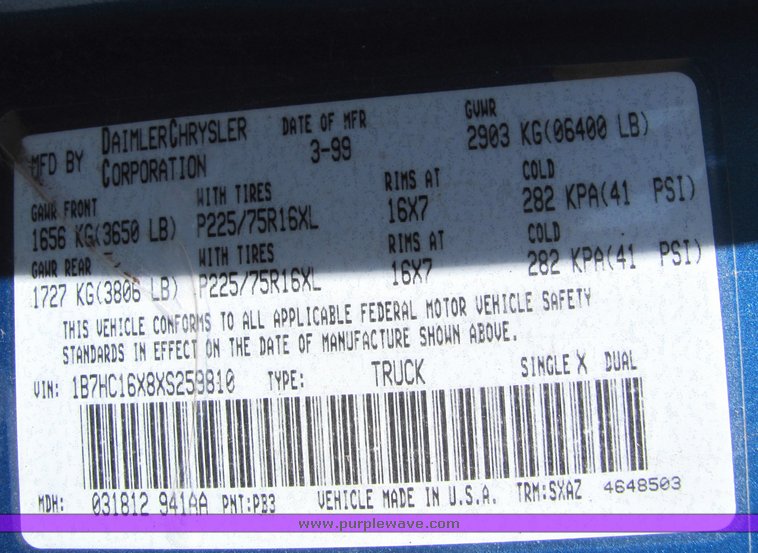 MFD BY DAIMLERCHRYSLER CORPORATION DATE OF MFR 3-99 GVWR 2903 KG(06400 LB)
GAWR FRONT WITH TIRES RIMS AT COLD
1656 KG(3650 LB) P225/75R16XL 16X7 282 KPA(41 PSI)
GAWR REAR WITH TIRES RIMS AT COLD
1727 KG(3806 LB) P225/75R16XL 16X7 282 KPA(41 PSI)
THIS VEHICLE CONFORMS TO ALL APPLICABLE FEDERAL MOTOR VEHICLE SAFETY
STANDARDS IN EFFECT ON THE DATE OF MANUFACTURE SHOWN ABOVE.
VIN: 1B7HC16X8XS259810 TYPE: TRUCK SINGLE X DUAL
MDH: 031812 941AA PNT:PB3 VEHICLE MADE IN U.S.A. TRM:SXAZ 4648503
www.purplewave.com